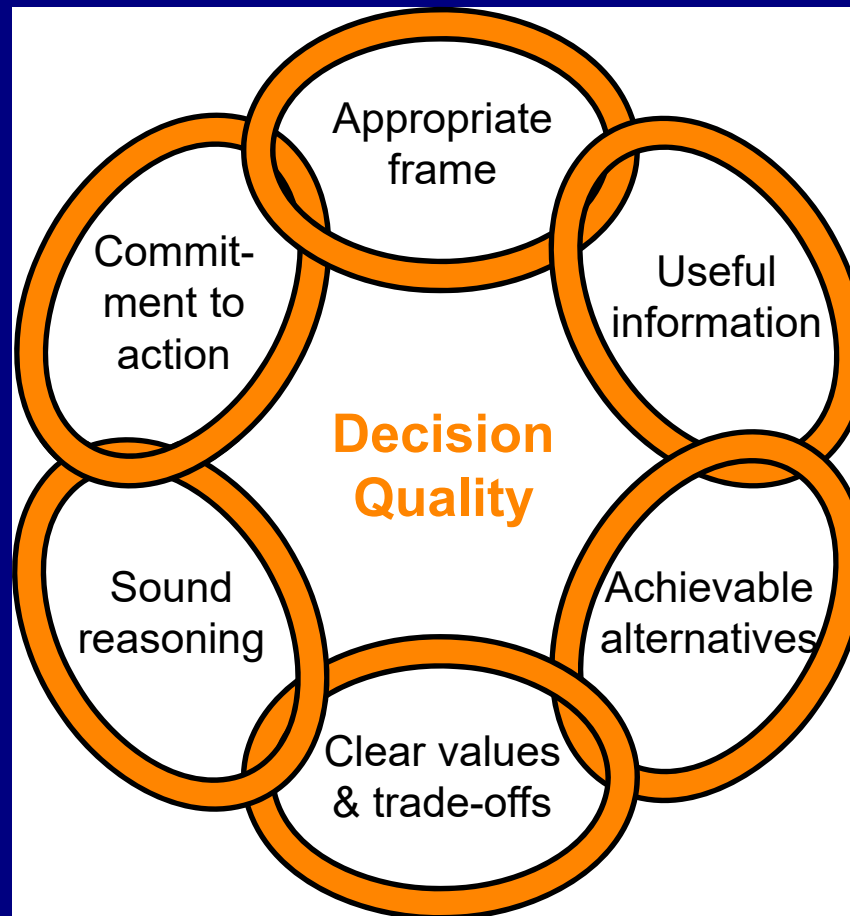 Appropriate
frame
Useful
information
Achievable
alternatives
Clear values
& trade-offs
Sound
reasoning
Commit-
ment to
action
Decision
Quality